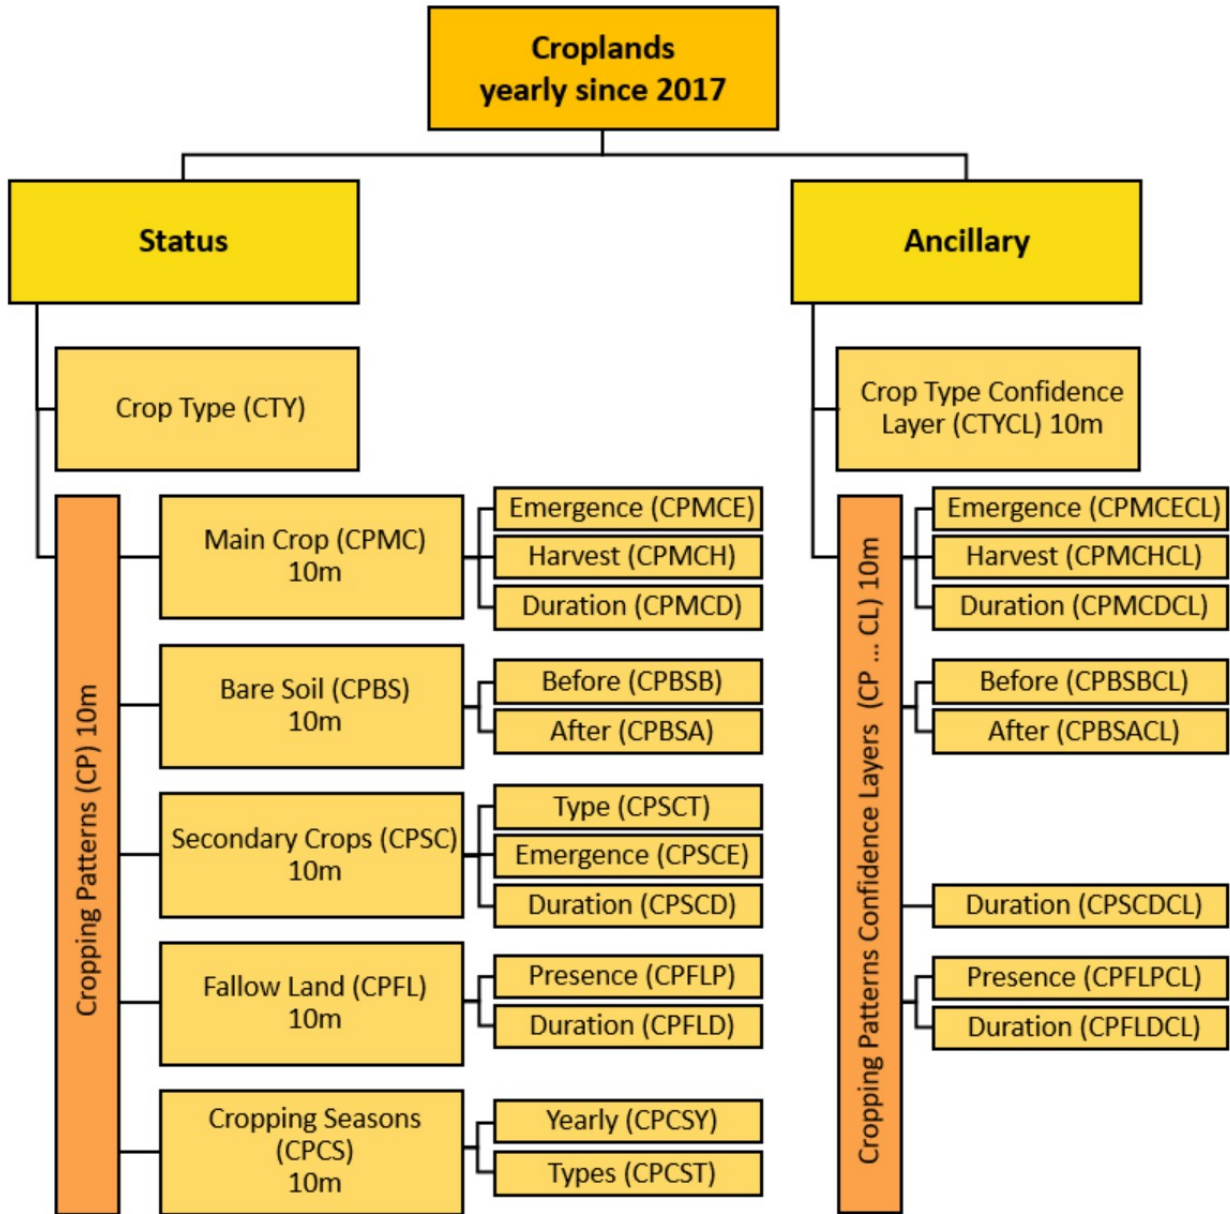 Croplands
yearly since 2017
Status
Ancillary
Crop Type (CTY)
Crop Type Confidence
Layer (CTYCL) 10m
Cropping Patterns (CP) 10m
Main Crop (CPMC)
10m
Emergence (CPMCE)
Harvest (CPMCH)
Duration (CPMCD)
Bare Soil (CPBS)
10m
Before (CPBSB)
After (CPBSA)
Secondary Crops (CPSC)
10m
Type (CPSCT)
Emergence (CPSCE)
Duration (CPSCD)
Fallow Land (CPFL)
10m
Presence (CPFLP)
Duration (CPFLD)
Cropping Seasons
(CPCS)
10m
Yearly (CPCSY)
Types (CPCST)
Cropping Patterns Confidence Layers (CP ... CL) 10m
Emergence (CPMCECL)
Harvest (CPMCHCL)
Duration (CPMCDCL)
Before (CPBSBCL)
After (CPBSACL)
Duration (CPSCDCL)
Presence (CPFLPCL)
Duration (CPFLDCL)